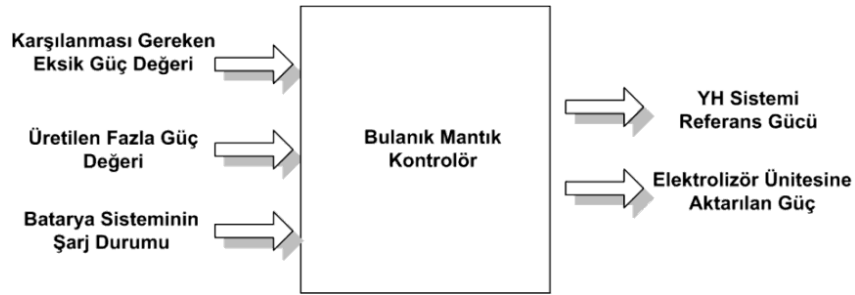 Karşılanması Gereken
Eksik Güç Değeri
Üretilen Fazla Güç
Değeri
Batarya Sisteminin
Şarj Durumu
Bulanık Mantık
Kontrolör
YH Sistemi
Referans Gücü
Elektrolizör Ünitesine
Aktarılan Güç